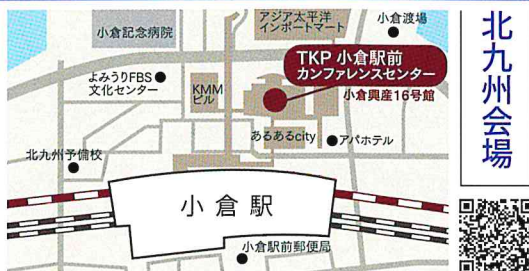 小倉記念病院
アジア太平洋
インポートマート
小倉渡場
TKP 小倉駅前
カンファレンスセンター
小倉興産16号館
よみうりFBS
文化センター
KMM
ビル
あるあるcity
アパホテル
北九州予備校
小倉駅
小倉駅前郵便局
北九州会場